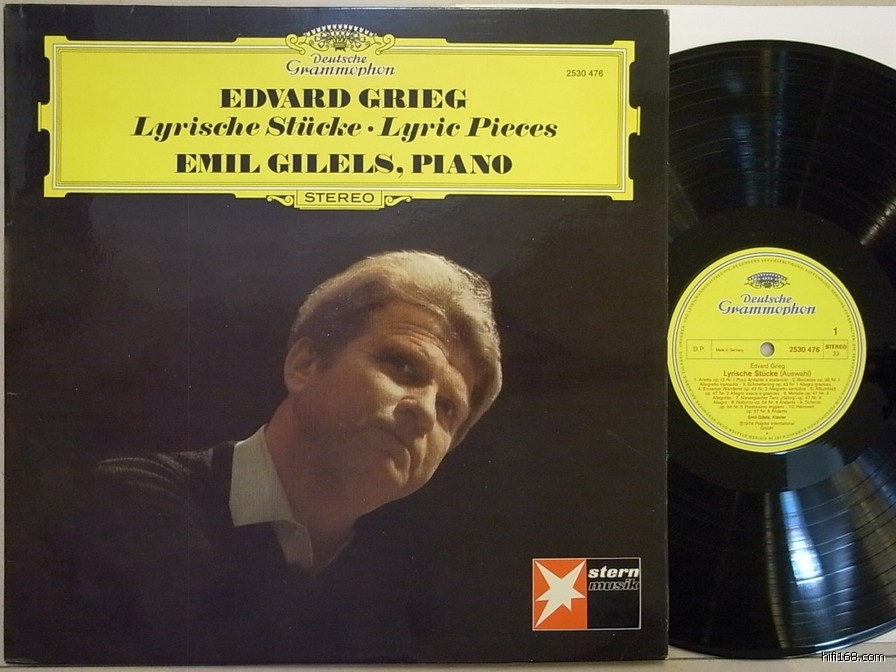 Deutsche
Grammophon
2530 476
EDVARD GRIEG
Lyrische Stücke · Lyric Pieces
EMIL GILELS, PIANO
STEREO
stern
musik
Deutsche
Grammophon
1
D.P.
Made in Germany
2530 476
STEREO
33
Edvard Grieg
Lyrische Stücke (Auswahl)
Emil Gilels, Klavier
hifi168.com